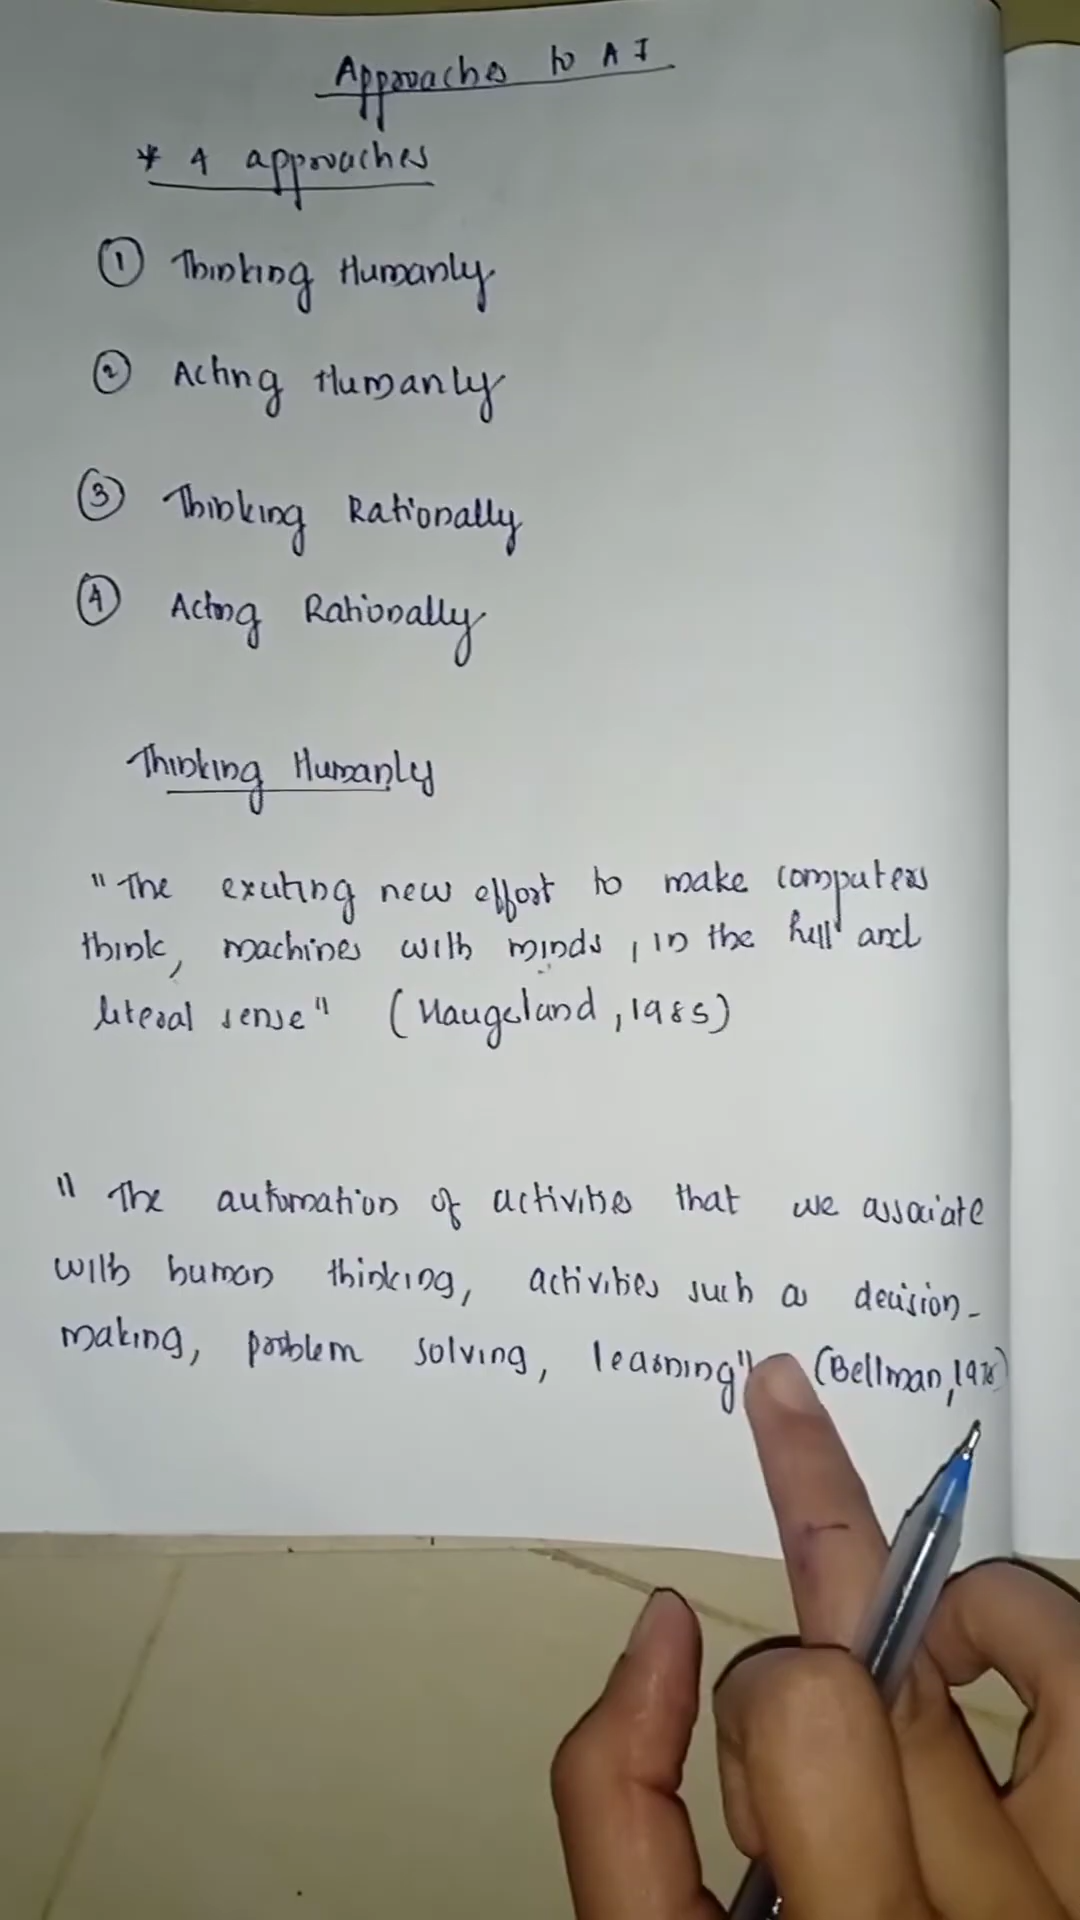 Approaches to AI
* 4 approaches
① Thinking Humanly
② Acting Humanly
③ Thinking Rationally
④ Acting Rationally
Thinking Humanly
"The exciting new effort to make computers
think, machines with minds, in the full and
literal sense" (Haugeland, 1985)
"The automation of activities that we associate
with human thinking, activities such as decision-
making, problem solving, learning" (Bellman, 1978)